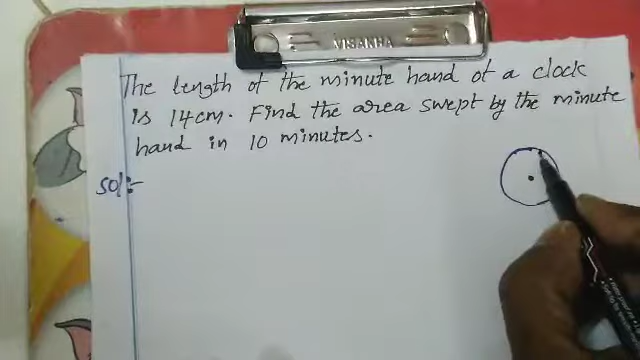 VISAKHA
The length of the minute hand of a clock
is 14cm. Find the area swept by the minute
hand in 10 minutes.
Sol:-